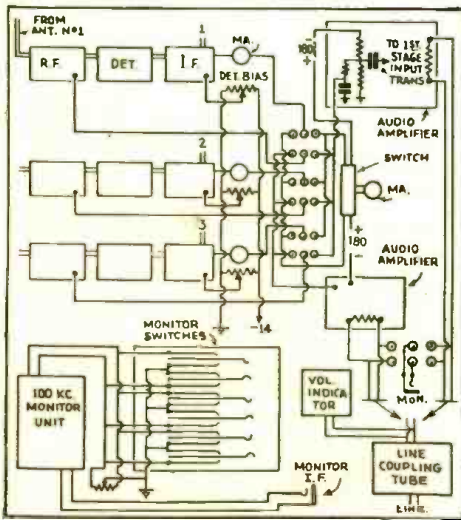 FROM
ANT. Nº1
1
MA.
R.F.
DET.
I.F.
DET. BIAS
180
- +
TO 1ST.
STAGE
INPUT
TRANS
AUDIO
AMPLIFIER
SWITCH
2
MA.
+
180
-
AUDIO
AMPLIFIER
3
-14
MONITOR
SWITCHES
100 KC.
MONITOR
UNIT
VOL. INDICA
TOR
MON.
MONITOR
I.F.
LINE
COUPLING
TUBE
LINE.